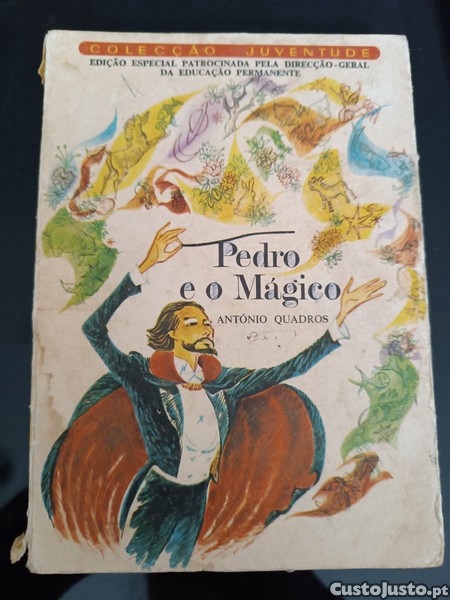 COLECÇÃO JUVENTUDE
EDIÇÃO ESPECIAL PATROCINADA PELA DIRECÇÃO-GERAL
DA EDUCAÇÃO PERMANENTE
Pedro
e o Mágico
ANTÓNIO QUADROS
CustoJusto.pt